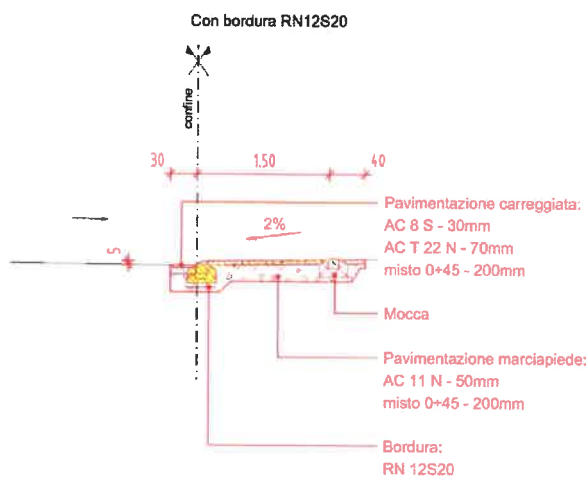 Con bordura RN12S20
confine
30 1.50 40
2%
5
Pavimentazione carreggiata:
AC 8 S - 30mm
AC T 22 N - 70mm
misto 0÷45 - 200mm
Mocca
Pavimentazione marciapiede:
AC 11 N - 50mm
misto 0÷45 - 200mm
Bordura:
RN 12S20